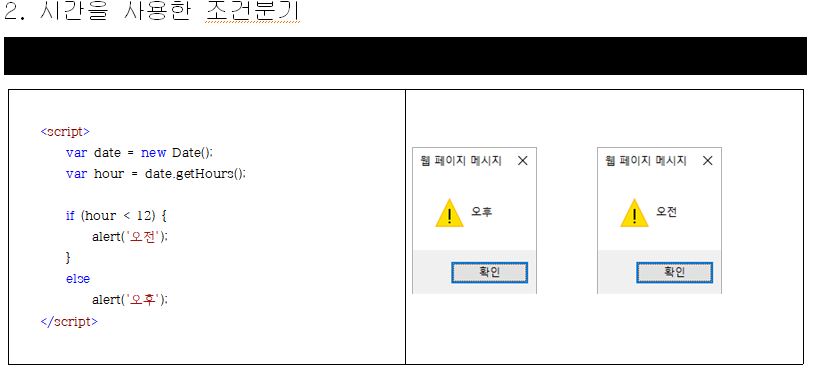 2. 시간을 사용한 조건분기
<script>
var date = new Date();
var hour = date.getHours();
if (hour < 12) {
alert('오전');
}
else
alert('오후');
</script>
웹 페이지 메시지
오후
확인
웹 페이지 메시지
오전
확인